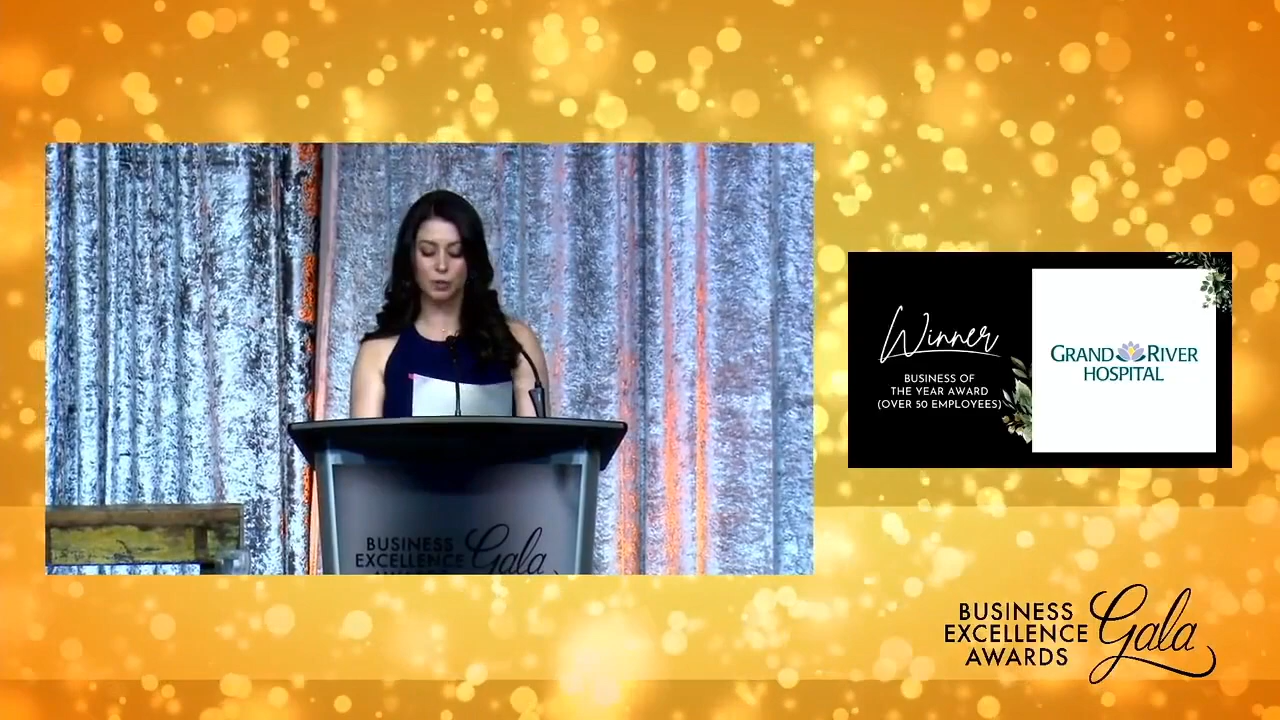 Winner
BUSINESS OF
THE YEAR AWARD
(OVER 50 EMPLOYEES)
GRAND RIVER
HOSPITAL
BUSINESS
EXCELLENCE Gala
BUSINESS
EXCELLENCE
AWARDS Gala